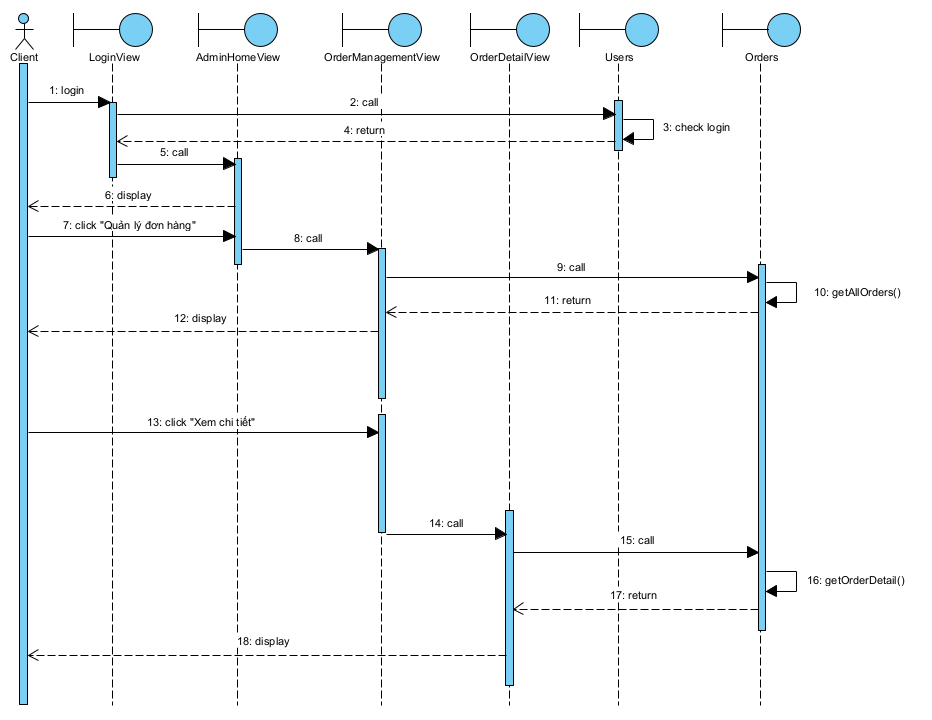 Client
LoginView
AdminHomeView
OrderManagementView
OrderDetailView
Users
Orders
1: login
2: call
3: check login
4: return
5: call
6: display
7: click "Quản lý đơn hàng"
8: call
9: call
10: getAllOrders()
11: return
12: display
13: click "Xem chi tiết"
14: call
15: call
16: getOrderDetail()
17: return
18: display